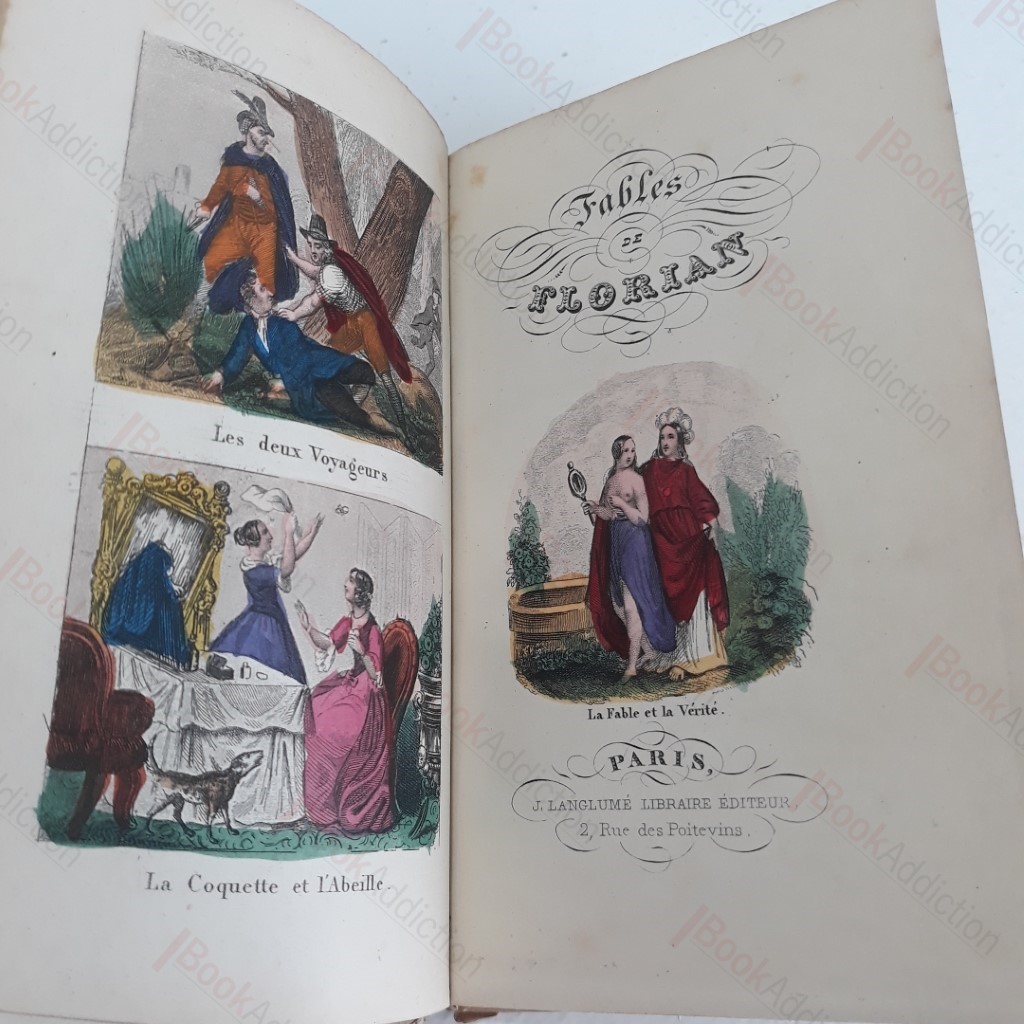 Les deux Voyageurs
La Coquette et l'Abeille.
Fables
DE
FLORIAN
La Fable et la Vérité.
PARIS,
J. LANGLUMÉ LIBRAIRE ÉDITEUR,
2, Rue des Poitevins.
BookAddiction